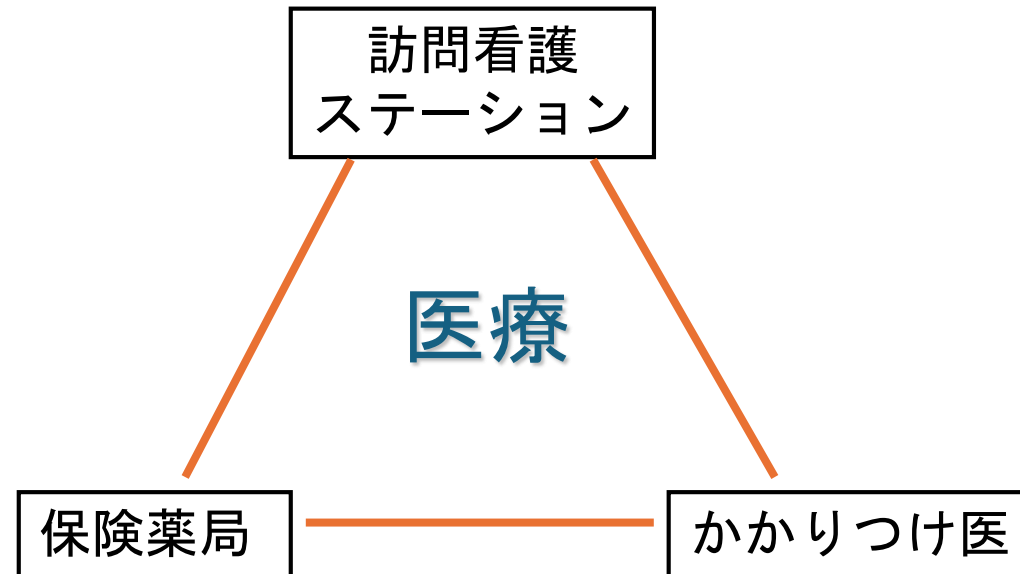 訪問看護
ステーション
医療
保険薬局
かかりつけ医